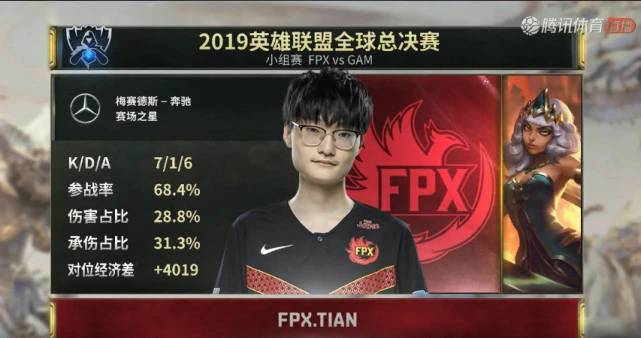 腾讯体育
2019英雄联盟全球总决赛
小组赛 FPX vs GAM
梅赛德斯 – 奔驰
赛场之星
K/D/A 7/1/6
参战率 68.4%
伤害占比 28.8%
承伤占比 31.3%
对位经济差 +4019
FPX
FPX
FPX.TIAN